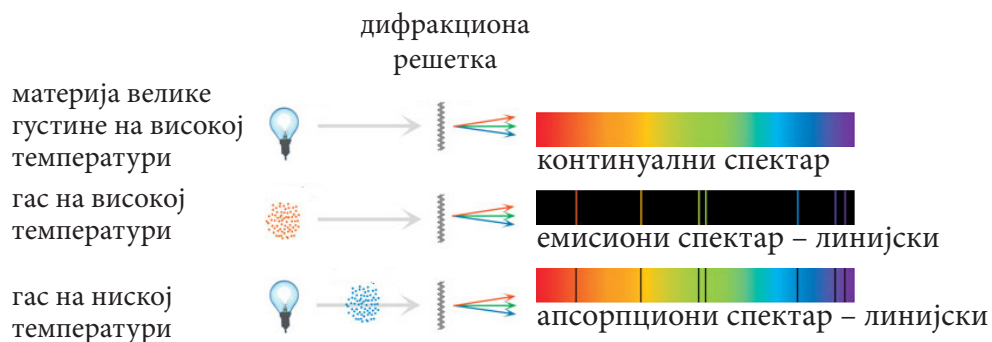 дифракциона
решетка
материја велике
густине на високој
температури
континуални спектар
гас на високој
температури
емисиони спектар – линијски
гас на ниској
температури
апсорпциони спектар – линијски